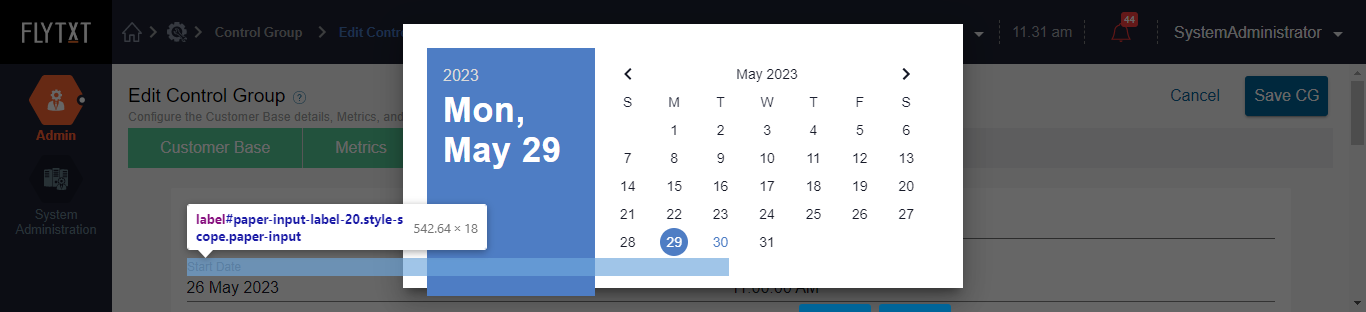 FLYTXT
Control Group
Edit Contr
11.31 am
44
SystemAdministrator
Admin
System
Administration
Edit Control Group
Configure the Customer Base details, Metrics, and
Cancel
Save CG
Customer Base
Metrics
2023
Mon,
May 29
May 2023
S M T W T F S
1 2 3 4 5 6
7 8 9 10 11 12 13
14 15 16 17 18 19 20
21 22 23 24 25 26 27
28 29 30 31
label#paper-input-label-20.style-s
cope.paper-input
542.64 × 18
Start Date
26 May 2023